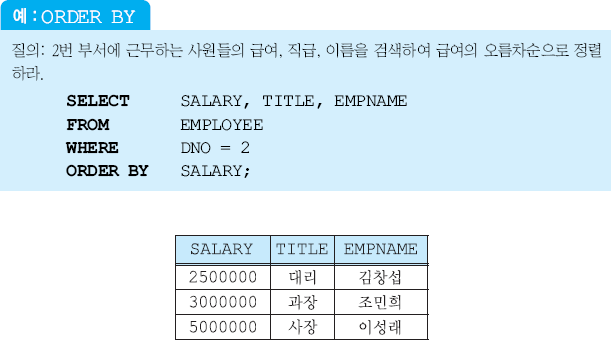 예 : ORDER BY
질의: 2번 부서에 근무하는 사원들의 급여, 직급, 이름을 검색하여 급여의 오름차순으로 정렬
하라.
SELECT SALARY, TITLE, EMPNAME
FROM EMPLOYEE
WHERE DNO = 2
ORDER BY SALARY;
SALARY TITLE EMPNAME
2500000 대리 김창섭
3000000 과장 조민희
5000000 사장 이성래